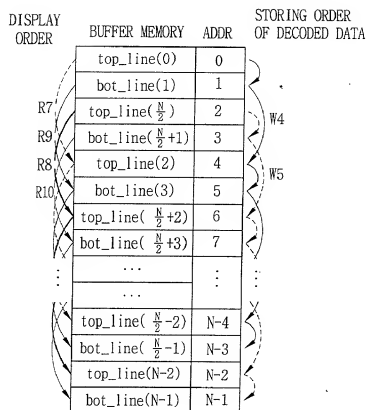 DISPLAY ORDER
BUFFER MEMORY ADDR
STORING ORDER OF DECODED DATA
top_line(0) 0
bot_line(1) 1
top_line(N/2) 2
bot_line(N/2+1) 3
top_line(2) 4
bot_line(3) 5
top_line(N/2+2) 6
bot_line(N/2+3) 7
... ⋮
...
top_line(N/2-2) N-4
bot_line(N/2-1) N-3
top_line(N-2) N-2
bot_line(N-1) N-1
R7
R9
R8
R10
⋮
W4
W5
⋮